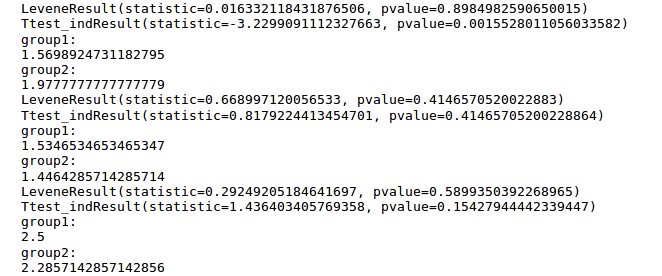 LeveneResult(statistic=0.016332118431876506, pvalue=0.8984982590650015)
Ttest_indResult(statistic=-3.2299091112327663, pvalue=0.0015528011056033582)
group1:
1.5698924731182795
group2:
1.9777777777777779
LeveneResult(statistic=0.668997120056533, pvalue=0.4146570520022883)
Ttest_indResult(statistic=0.8179224413454701, pvalue=0.41465705200228864)
group1:
1.5346534653465347
group2:
1.4464285714285714
LeveneResult(statistic=0.29249205184641697, pvalue=0.5899350392268965)
Ttest_indResult(statistic=1.436403405769358, pvalue=0.15427944442339447)
group1:
2.5
group2:
2.2857142857142856